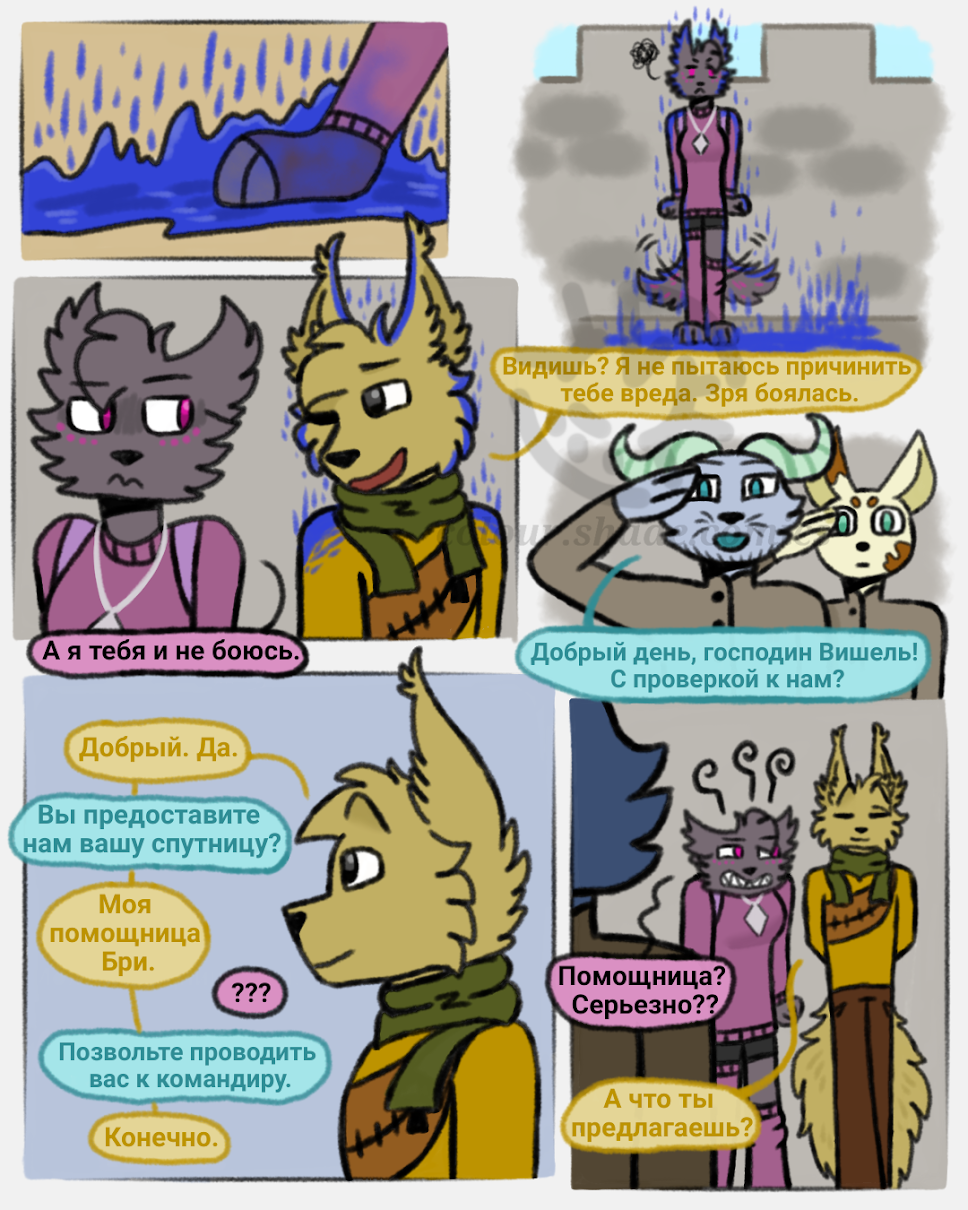 Видишь? Я не пытаюсь причинить
тебе вреда. Зря боялась.
А я тебя и не боюсь.
Добрый день, господин Вишель!
С проверкой к нам?
Добрый. Да.
Вы предоставите
нам вашу спутницу?
Моя
помощница
Бри.
???
Позвольте проводить
вас к командиру.
Конечно.
Помощница?
Серьезно??
А что ты
предлагаешь?